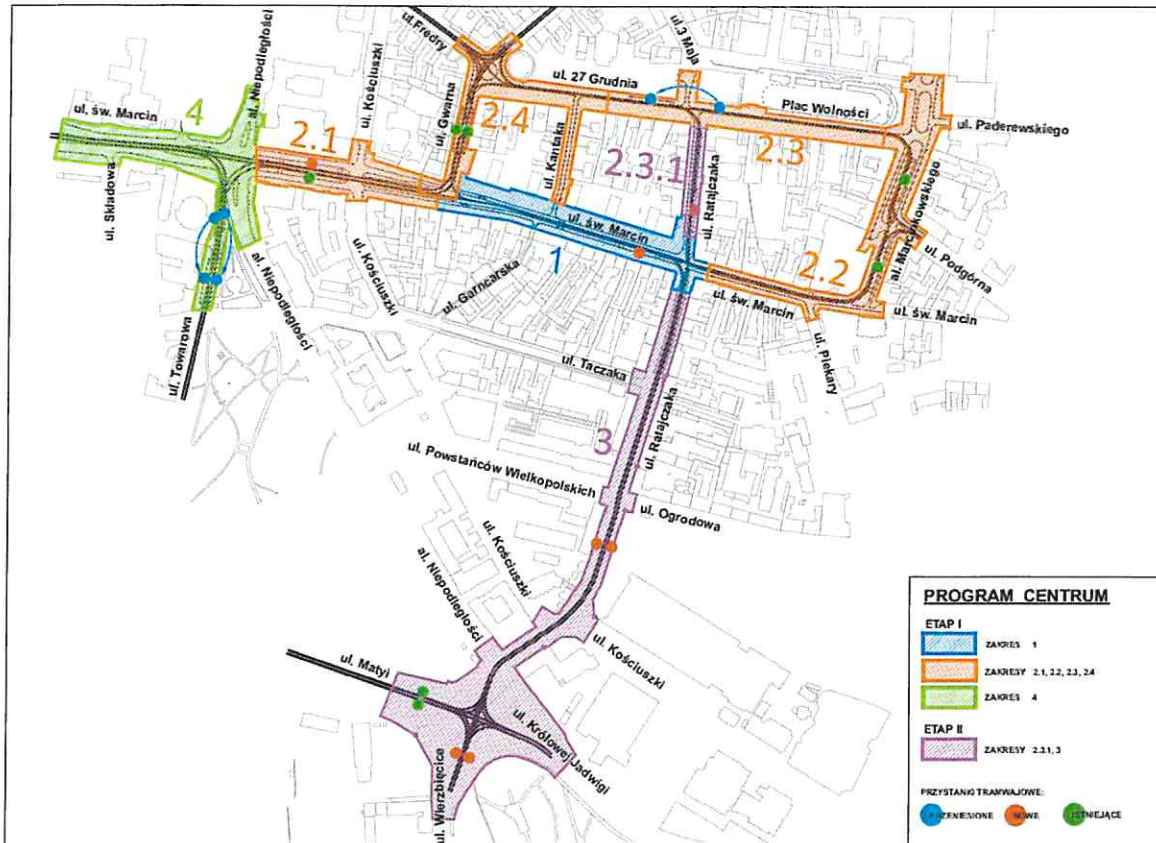 ul.Fredry
al. Niepodległości
ul. Kościuszki
ul.3 Maja
ul. 27 Grudnia
Plac Wolności
ul. św. Marcin
4
2.1
ul. Gwarna
2.4
ul. Kantaka
2.3.1
2.3
ul. Paderewskiego
ul. Składowa
ul. Ratajczaka
al. Marcinkowskiego
ul. św. Marcin
1
2.2
ul. Podgórna
al. Niepodległości
ul. Kościuszki
ul. Garncarska
ul. św. Marcin
ul. św. Marcin
ul. Towarowa
ul. Taczaka
ul. Piekary
3
ul. Ratajczaka
ul. Powstańców Wielkopolskich
ul. Ogrodowa
ul. Kościuszki
al. Niepodległości
ul. Kościuszki
ul. Matyi
ul. Królowej Jadwigi
ul. Wierzbięcice
PROGRAM CENTRUM
ETAP I
ZAKRES 1
ZAKRESY 2.1, 2.2, 2.3, 2.4
ZAKRES 4
ETAP II
ZAKRESY 2.3.1, 3
PRZYSTANKI TRAMWAJOWE:
PRZENIESIONE NOWE ISTNIEJĄCE